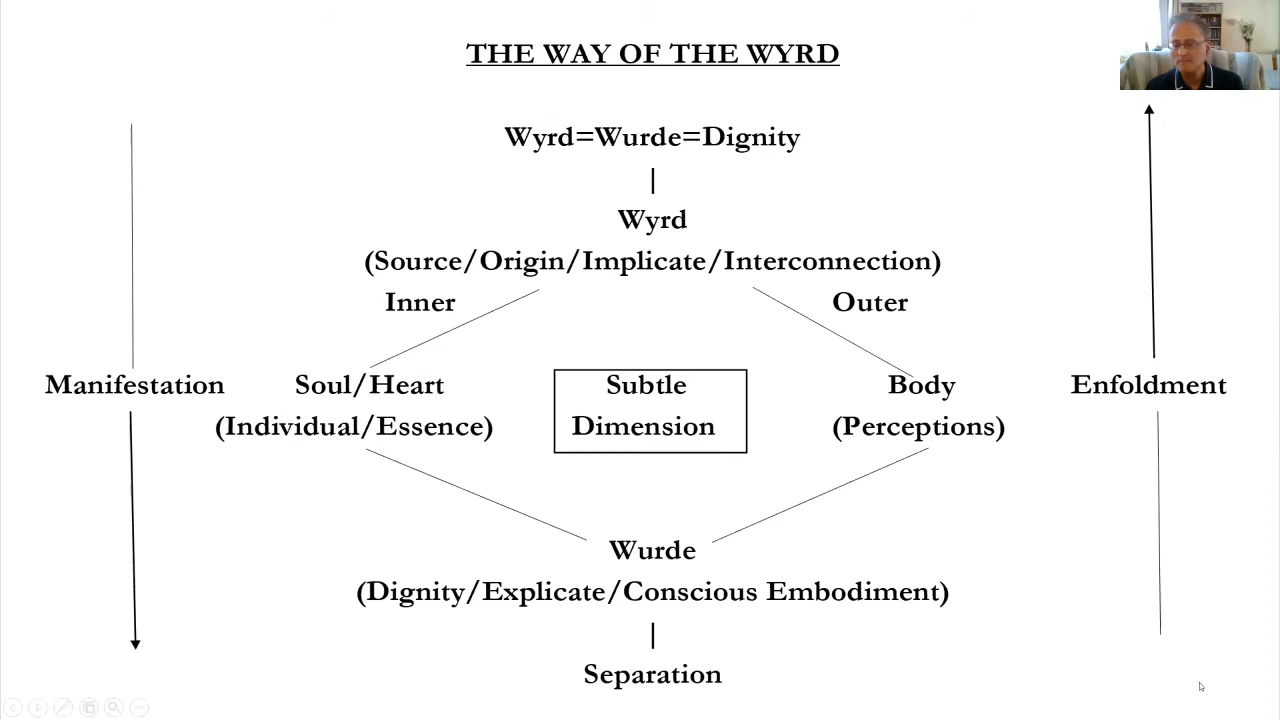 THE WAY OF THE WYRD
Wyrd=Wurde=Dignity
Wyrd
(Source/Origin/Implicate/Interconnection)
Inner
Outer
Manifestation
Soul/Heart
(Individual/Essence)
Subtle
Dimension
Body
(Perceptions)
Enfoldment
Wurde
(Dignity/Explicate/Conscious Embodiment)
Separation